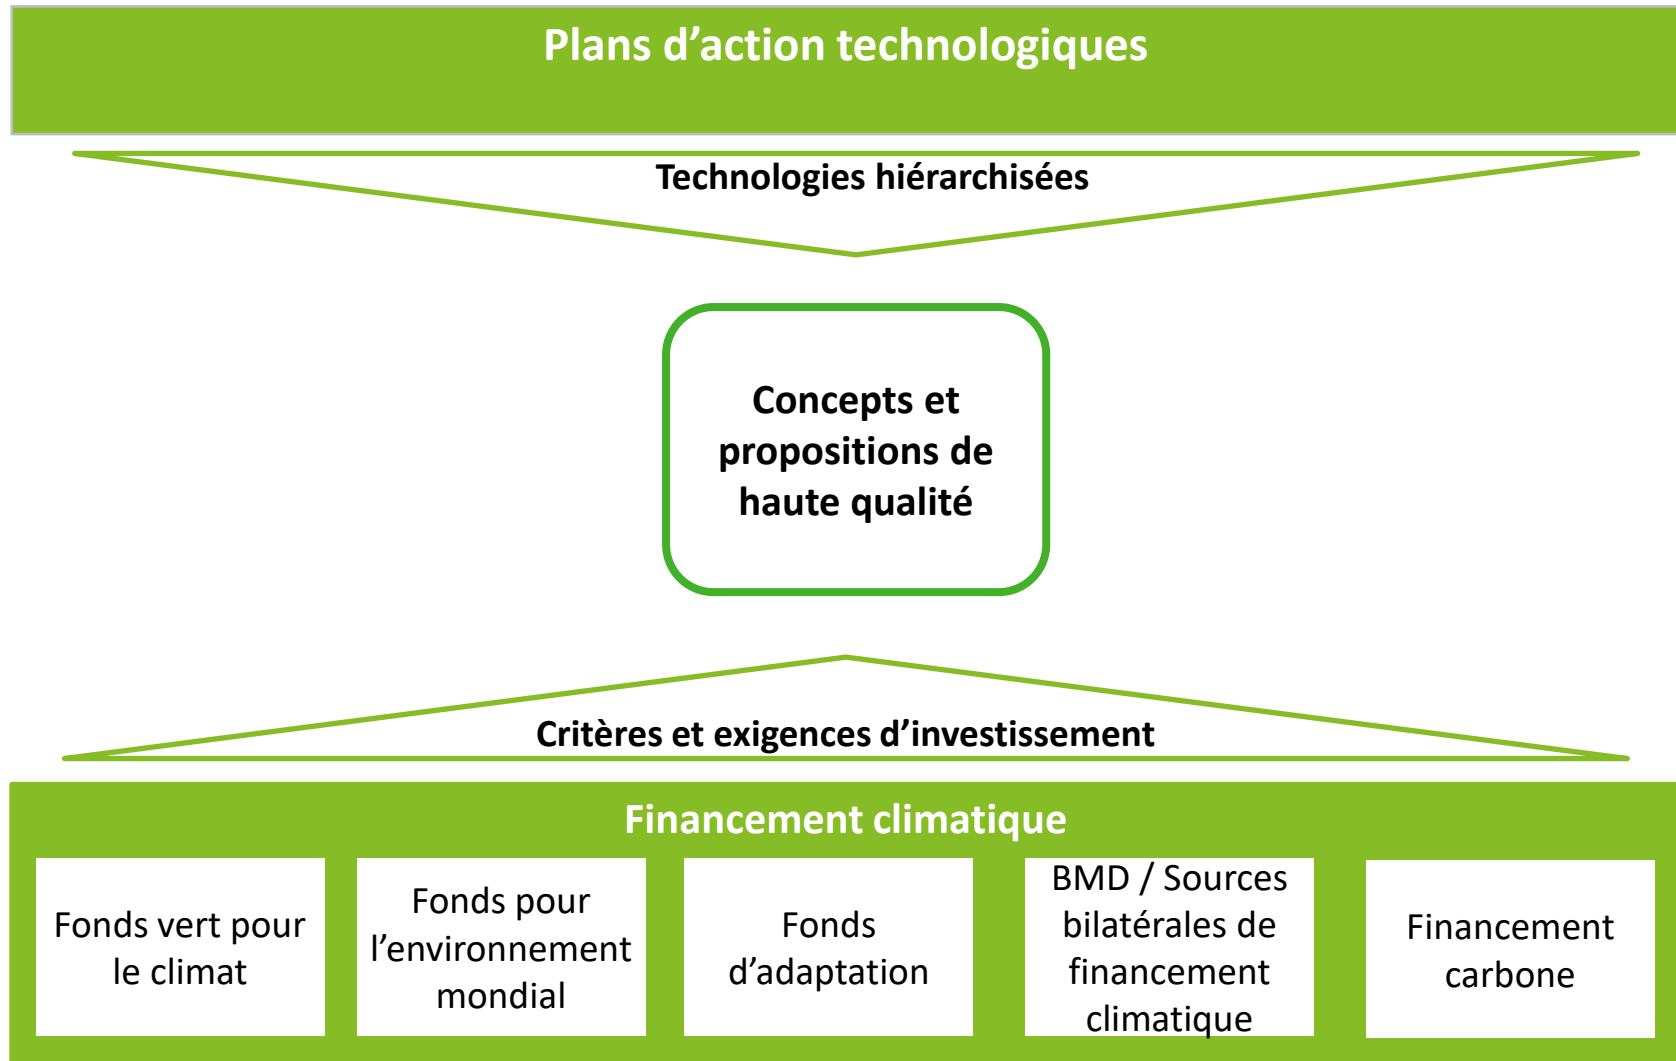 Plans d’action technologiques
Technologies hiérarchisées
Concepts et
propositions de
haute qualité
Critères et exigences d’investissement
Financement climatique
Fonds vert pour
le climat
Fonds pour
l’environnement
mondial
Fonds
d’adaptation
BMD / Sources
bilatérales de
financement
climatique
Financement
carbone